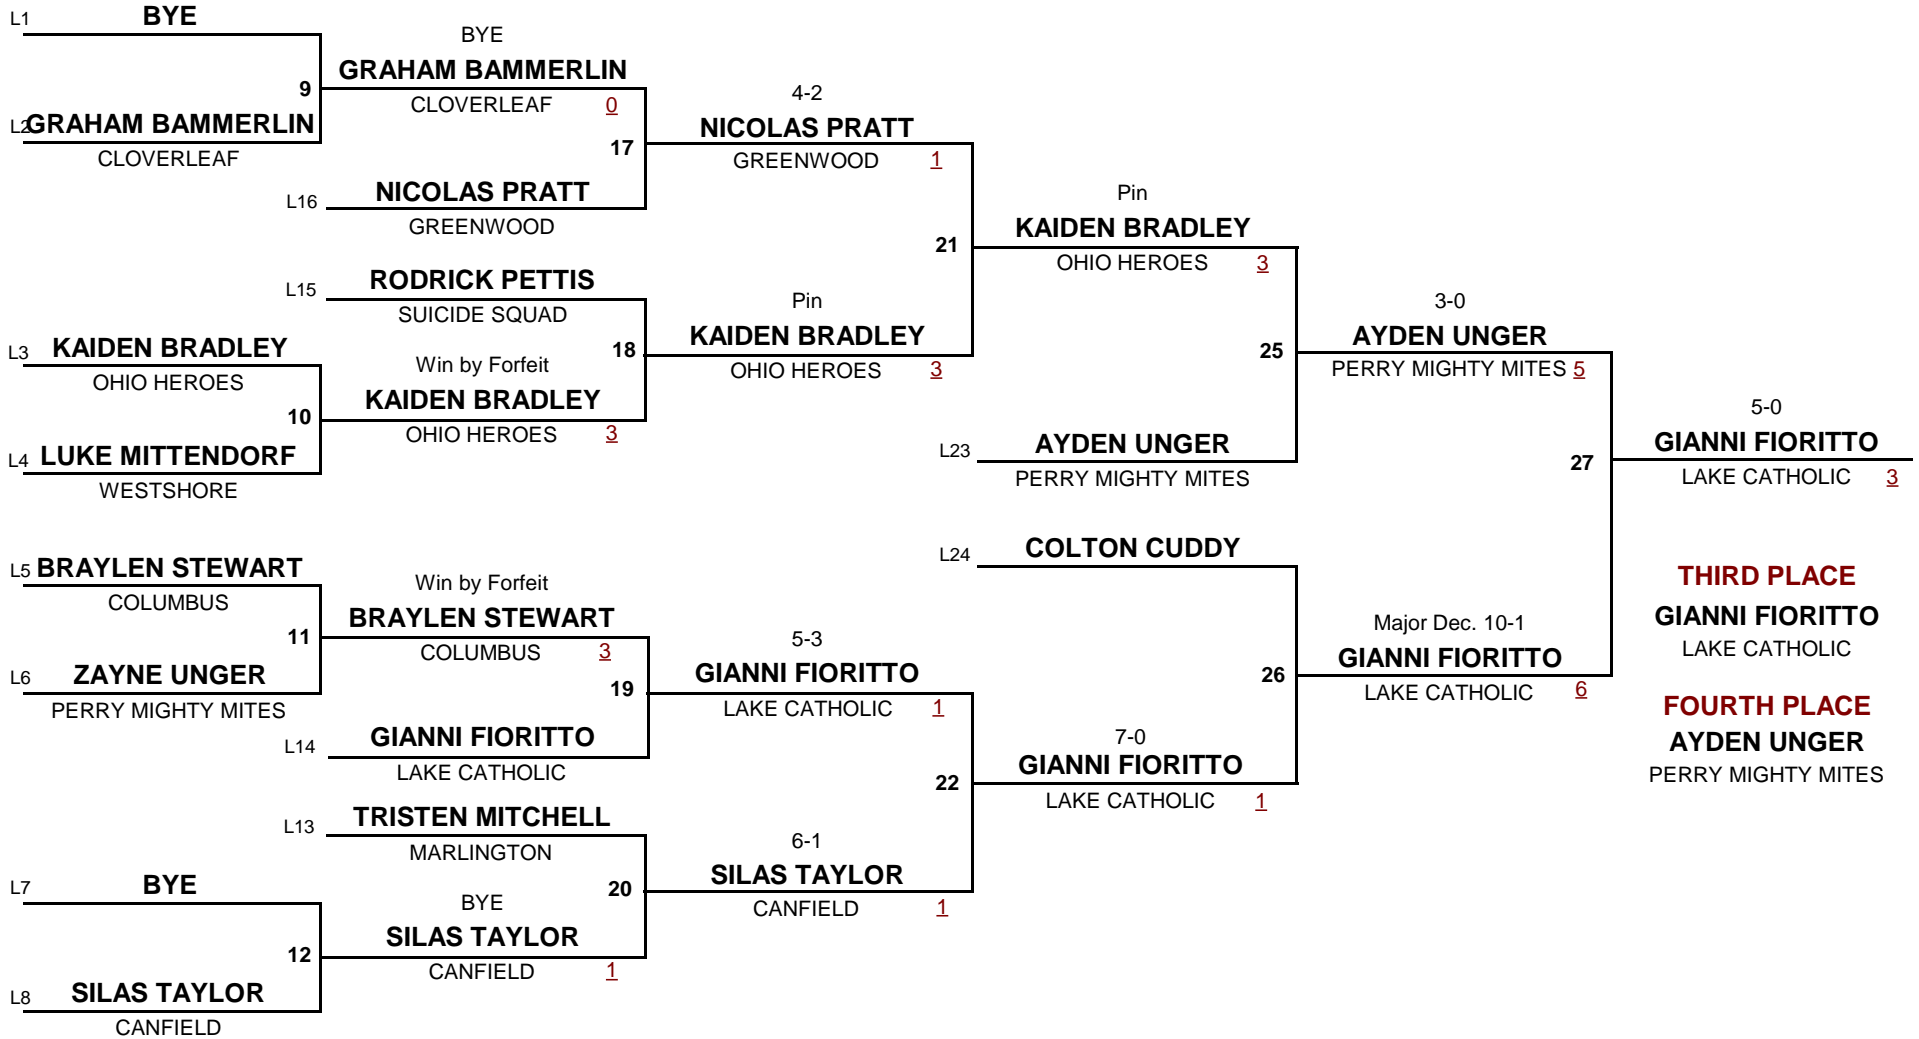 L1 BYE
9
L2 GRAHAM BAMMERLIN
CLOVERLEAF
L3 KAIDEN BRADLEY
OHIO HEROES
10
L4 LUKE MITTENDORF
WESTSHORE
L5 BRAYLEN STEWART
COLUMBUS
11
L6 ZAYNE UNGER
PERRY MIGHTY MITES
L7 BYE
12
L8 SILAS TAYLOR
CANFIELD
BYE
GRAHAM BAMMERLIN
CLOVERLEAF 0
17
L16 NICOLAS PRATT
GREENWOOD
L15 RODRICK PETTIS
SUICIDE SQUAD
18
Win by Forfeit
KAIDEN BRADLEY
OHIO HEROES 3
Win by Forfeit
BRAYLEN STEWART
COLUMBUS 3
19
L14 GIANNI FIORITTO
LAKE CATHOLIC
L13 TRISTEN MITCHELL
MARLINGTON
20
BYE
SILAS TAYLOR
CANFIELD 1
4-2
NICOLAS PRATT
GREENWOOD 1
21
Pin
KAIDEN BRADLEY
OHIO HEROES 3
5-3
GIANNI FIORITTO
LAKE CATHOLIC 1
22
6-1
SILAS TAYLOR
CANFIELD 1
Pin
KAIDEN BRADLEY
OHIO HEROES 3
25
L23 AYDEN UNGER
PERRY MIGHTY MITES
L24 COLTON CUDDY
26
7-0
GIANNI FIORITTO
LAKE CATHOLIC 1
3-0
AYDEN UNGER
PERRY MIGHTY MITES 5
27
Major Dec. 10-1
GIANNI FIORITTO
LAKE CATHOLIC 6
5-0
GIANNI FIORITTO
LAKE CATHOLIC 3
THIRD PLACE
GIANNI FIORITTO
LAKE CATHOLIC
FOURTH PLACE
AYDEN UNGER
PERRY MIGHTY MITES